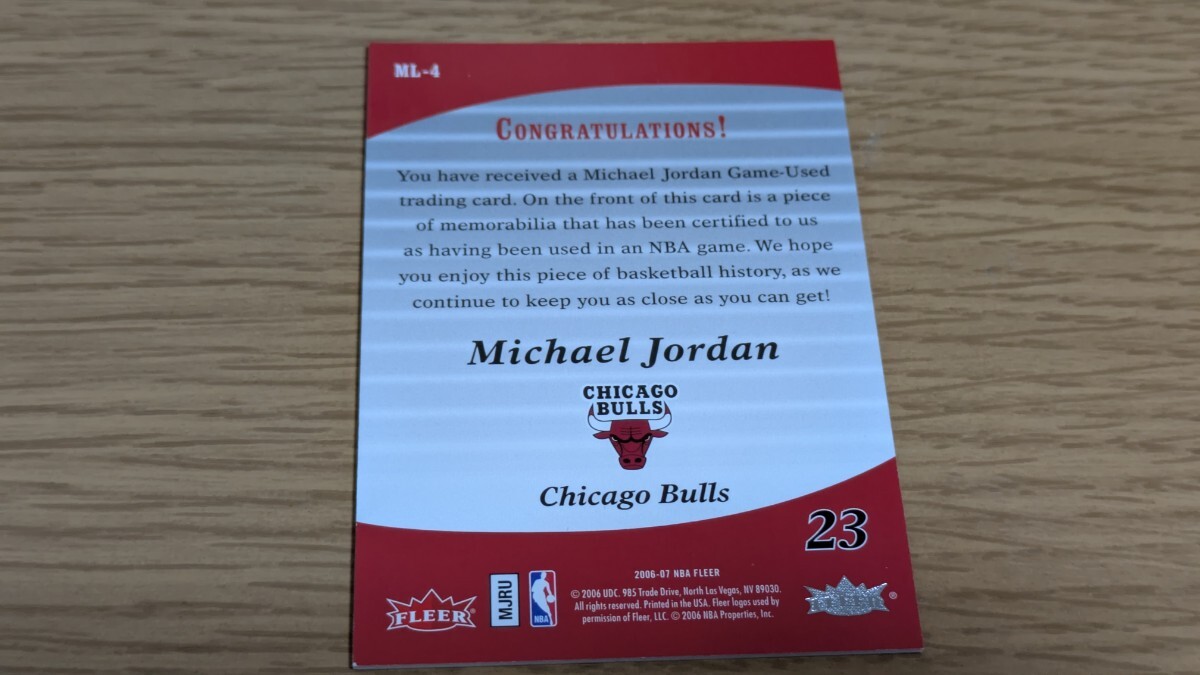 ML-4
CONGRATULATIONS!
You have received a Michael Jordan Game-Used
trading card. On the front of this card is a piece
of memorabilia that has been certified to us
as having been used in an NBA game. We hope
you enjoy this piece of basketball history, as we
continue to keep you as close as you can get!
Michael Jordan
CHICAGO
BULLS
Chicago Bulls
23
2006-07 NBA FLEER
© 2006 UDC. 985 Trade Drive, North Las Vegas, NV 89030.
All rights reserved. Printed in the USA. Fleer logos used by
permission of Fleer, LLC. © 2006 NBA Properties, Inc.
FLEER
MJRU
NBA
®